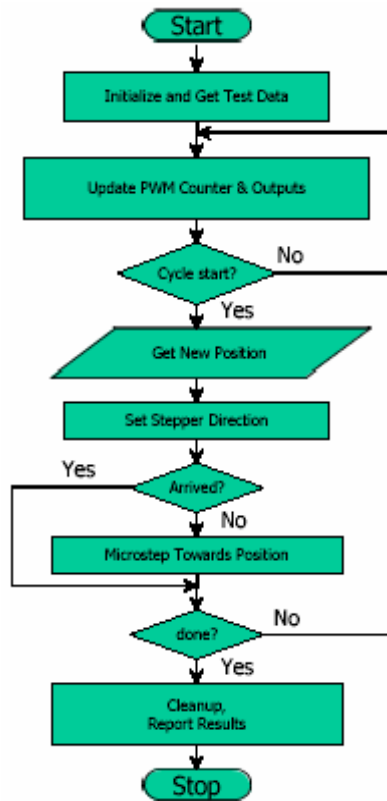 Start
Initialize and Get Test Data
Update PWM Counter & Outputs
Cycle start?
No
Yes
Get New Position
Set Stepper Direction
Yes
Arrived?
No
Microstep Towards Position
done?
No
Yes
Cleanup,
Report Results
Stop